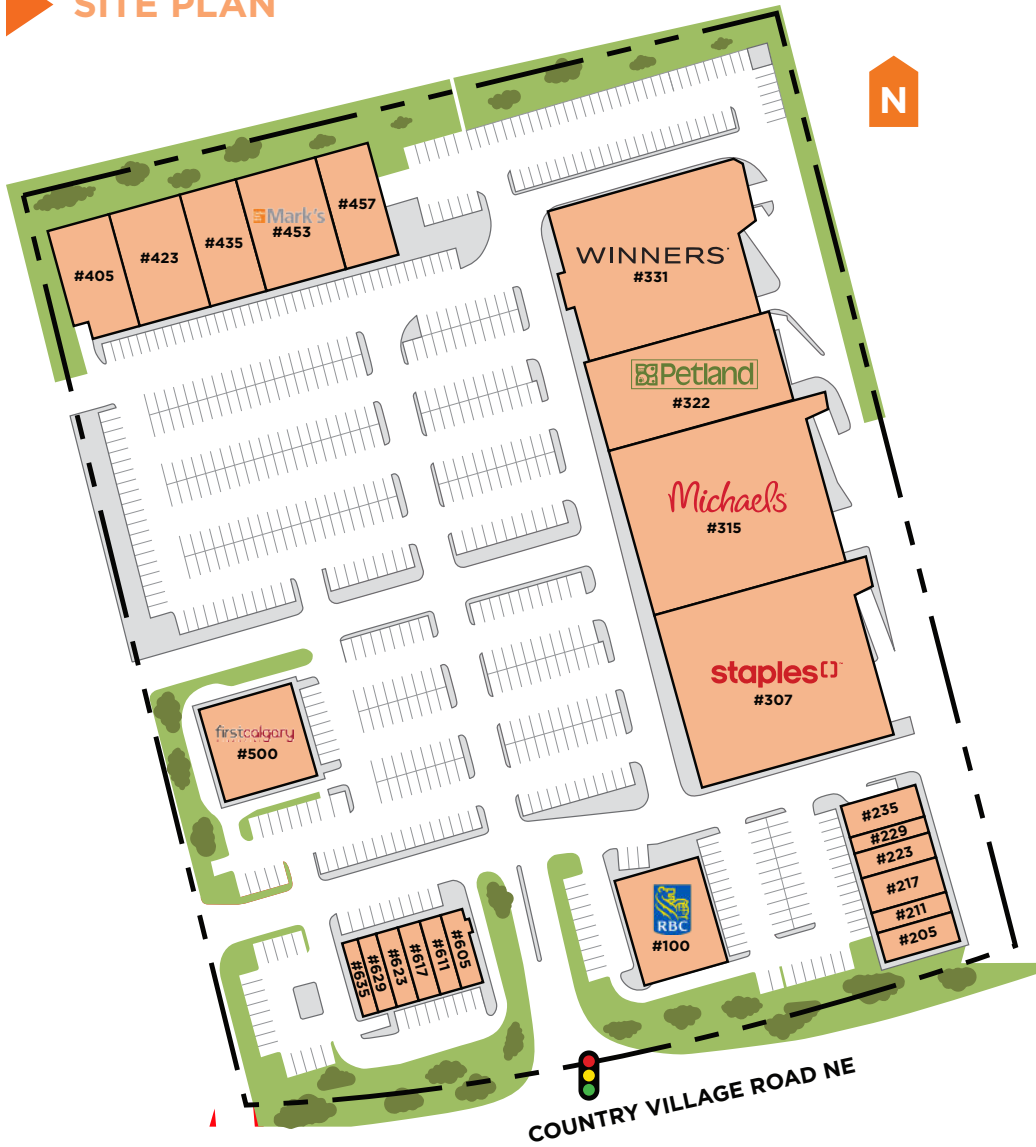 SITE PLAN
N
#405
#423
#435
Mark's
#453
#457
WINNERS
#331
Petland
#322
Michaels
#315
staples
#307
firstcalgary
#500
#235
#229
#223
#217
#211
#205
RBC
#100
#635
#629
#623
#617
#611
#605
COUNTRY VILLAGE ROAD NE